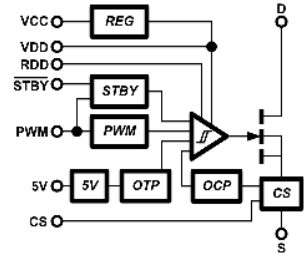 VCC REG D
VDD
RDD
STBY STBY
PWM PWM
5V 5V OTP OCP CS
CS
S